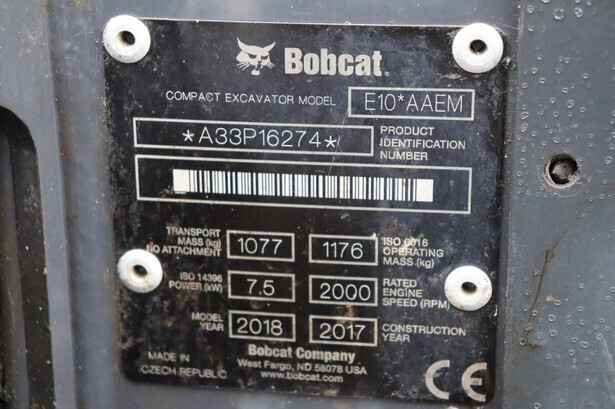 Bobcat.
COMPACT EXCAVATOR MODEL E10*AAEM
*A33P16274* PRODUCT IDENTIFICATION NUMBER
TRANSPORT MASS (kg) NO ATTACHMENT 1077 1176 ISO 6016 OPERATING MASS (kg)
ISO 14396 POWER (kW) 7.5 2000 RATED ENGINE SPEED (RPM)
MODEL YEAR 2018 2017 CONSTRUCTION YEAR
Bobcat Company
West Fargo, ND 58078 USA
www.bobcat.com
MADE IN
CZECH REPUBLIC
CE